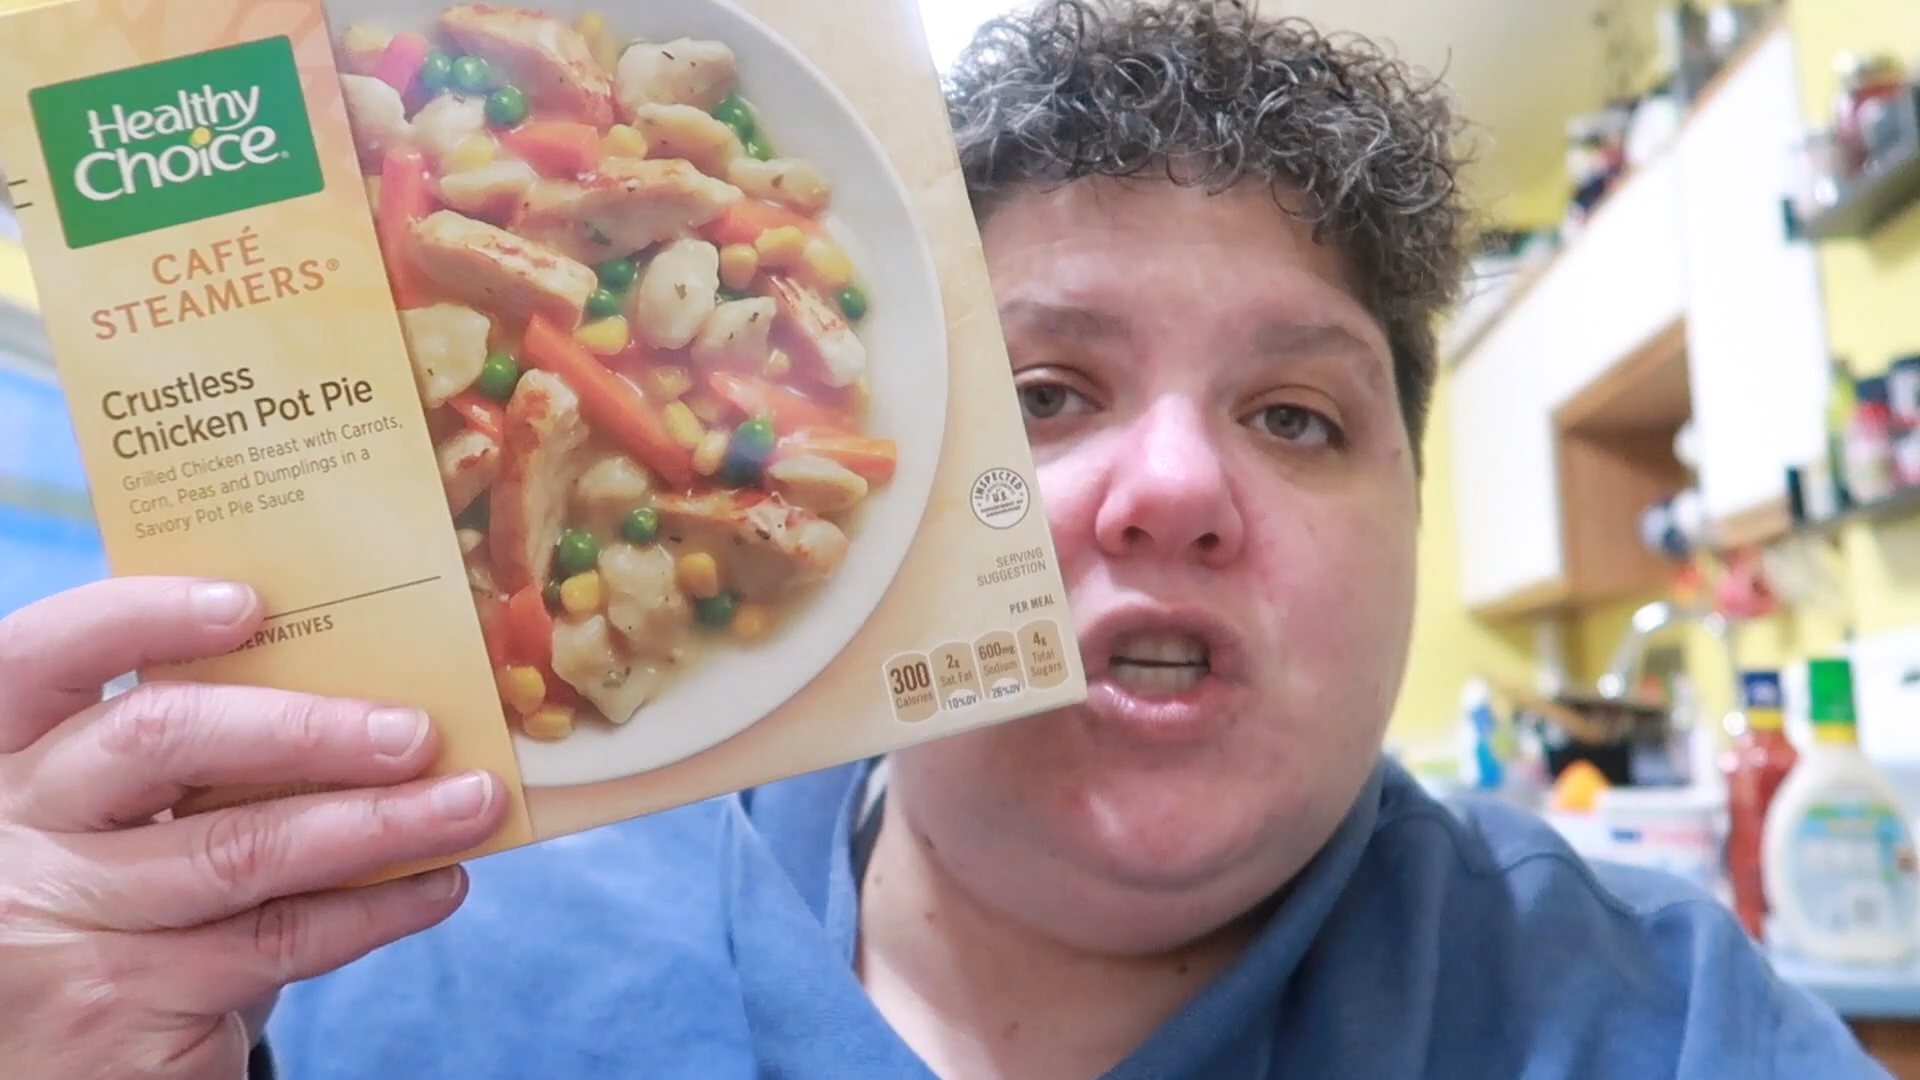 Healthy
Choice®
CAFÉ
STEAMERS®
Crustless
Chicken Pot Pie
Grilled Chicken Breast with Carrots,
Corn, Peas and Dumplings in a
Savory Pot Pie Sauce
INSPECTED
U.S.
SERVING
SUGGESTION
PER MEAL
300
Calories
2g
Sat Fat
10%DV
600mg
Sodium
26%DV
4g
Total
Sugars